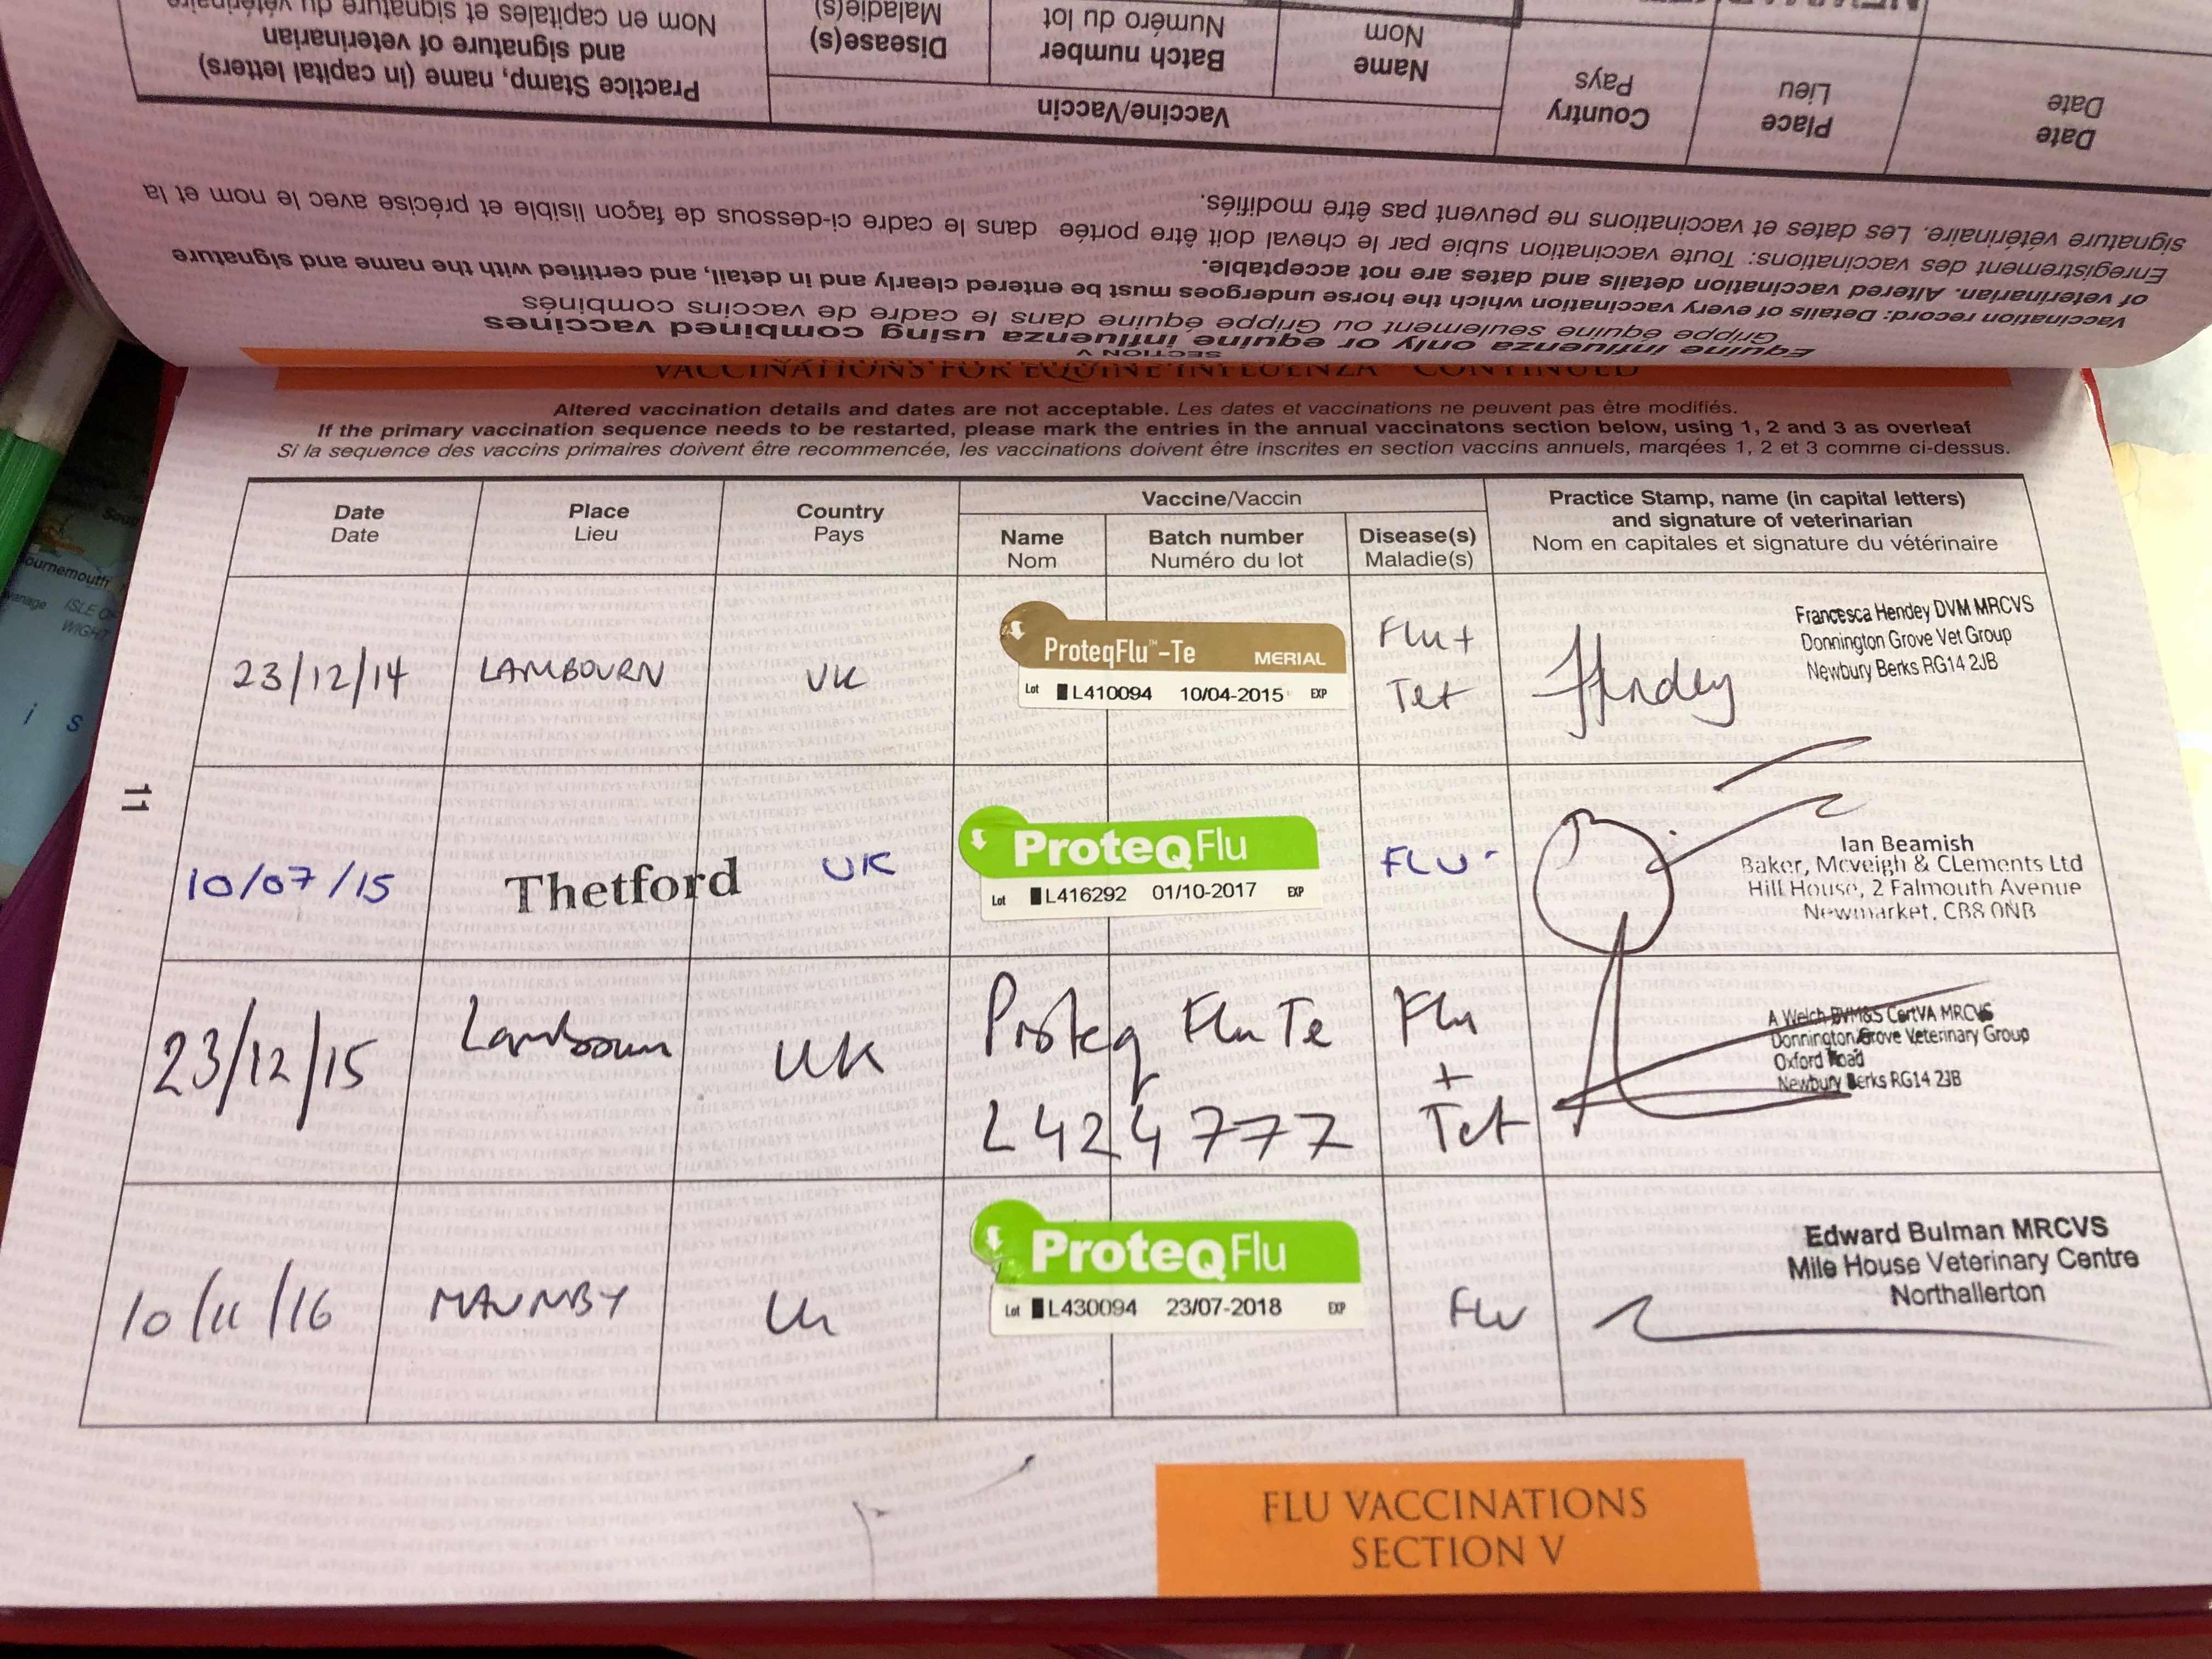 NEWMARKET
Date Place Country Name Batch number Disease(s) Practice Stamp, name (in capital letters)
Date Lieu Pays Nom Numéro du lot Maladie(s) and signature of veterinarian
Nom en capitales et signature du vétérinaire
Vaccine/Vaccin
signature vétérinaire. Les dates et vaccinations ne peuvent pas être modifiés.
Enregistrement des vaccinations: Toute vaccination subie par le cheval doit être portée dans le cadre ci-dessous de façon lisible et précise avec le nom et la
of veterinarian. Altered vaccination details and dates are not acceptable.
Vaccination record: Details of every vaccination which the horse undergoes must be entered clearly and in detail, and certified with the name and signature
Grippe équine seulement ou Grippe équine dans le cadre de vaccins combinés
Equine influenza only or equine influenza using combined vaccines
SECTION V
VACCINATIONS FOR EQUINE INFLUENZA CONTINUED
Altered vaccination details and dates are not acceptable. Les dates et vaccinations ne peuvent pas être modifiés.
If the primary vaccination sequence needs to be restarted, please mark the entries in the annual vaccinatons section below, using 1, 2 and 3 as overleaf
Si la sequence des vaccins primaires doivent être recommencée, les vaccinations doivent être inscrites en section vaccins annuels, marqées 1, 2 et 3 comme ci-dessus.
Date
Date
Place
Lieu
Country
Pays
Vaccine/Vaccin
Name
Nom
Batch number
Numéro du lot
Disease(s)
Maladie(s)
Practice Stamp, name (in capital letters)
and signature of veterinarian
Nom en capitales et signature du vétérinaire
23/12/14
LAMBOURN
UK
ProteqFlu™-Te MERIAL
Lot L410094 10/04-2015 EXP
Flu +
Tet
Hendey
Francesca Hendey DVM MRCVS
Donnington Grove Vet Group
Newbury Berks RG14 2JB
10/07/15
Thetford
UK
ProteqFlu
Lot L416292 01/10-2017 EXP
FLU
Ian Beamish
Baker, Mcveigh & CLements Ltd
Hill House, 2 Falmouth Avenue
Newmarket, CB8 0NB
23/12/15
Lambourn
UK
Proteq Flu Te
L424777
Flu
+
Tet
A Welch BVM&S CertVA MRCVS
Donnington Grove Veterinary Group
Oxford Road
Newbury Berks RG14 2JB
10/11/16
MAUNBY
UK
ProteqFlu
Lot L430094 23/07-2018 EXP
Flu
Edward Bulman MRCVS
Mile House Veterinary Centre
Northallerton
11
FLU VACCINATIONS
SECTION V
ISLE OF
WIGHT